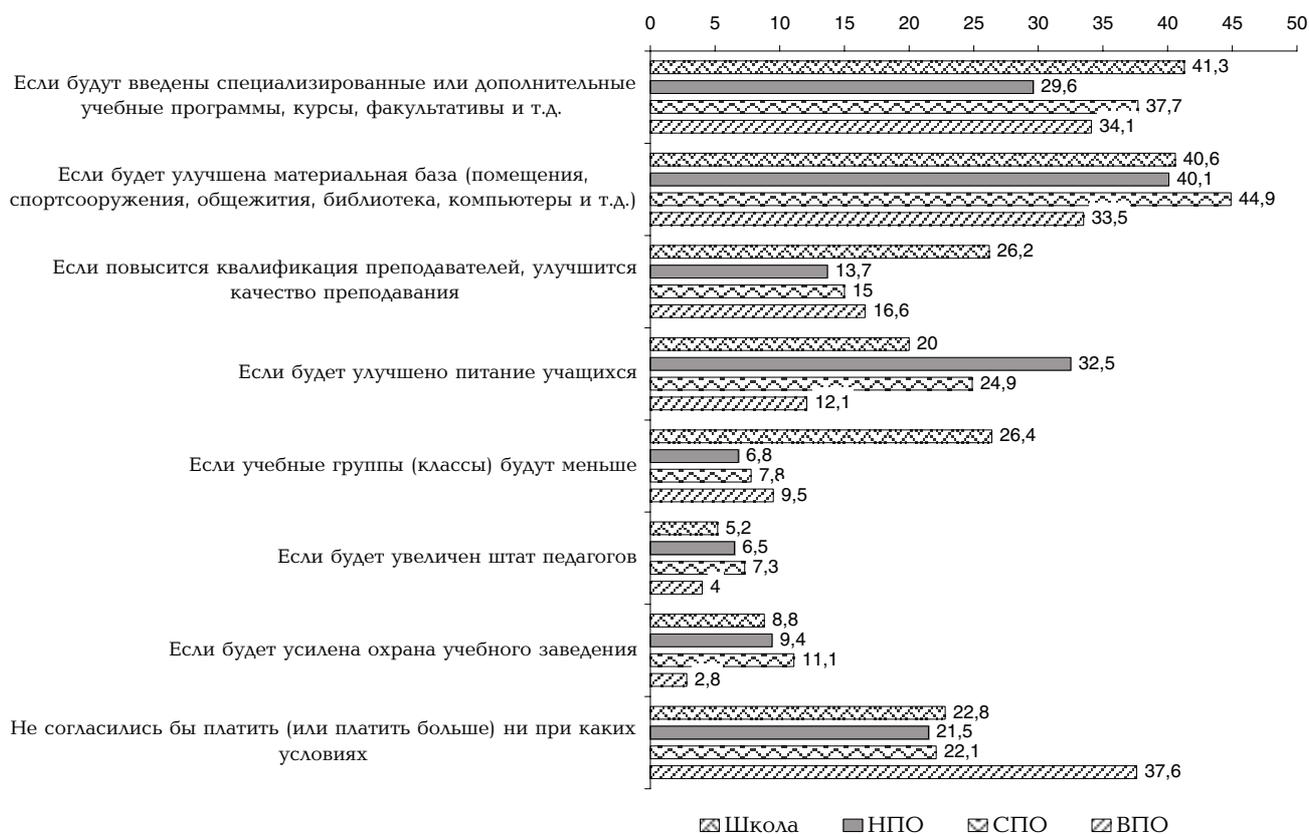 0 5 10 15 20 25 30 35 40 45 50
Если будут введены специализированные или дополнительные
учебные программы, курсы, факультативы и т.д.
41,3
29,6
37,7
34,1
Если будет улучшена материальная база (помещения,
спортсооружения, общежития, библиотека, компьютеры и т.д.)
40,6
40,1
44,9
33,5
Если повысится квалификация преподавателей, улучшится
качество преподавания
26,2
13,7
15
16,6
Если будет улучшено питание учащихся
20
32,5
24,9
12,1
Если учебные группы (классы) будут меньше
26,4
6,8
7,8
9,5
Если будет увеличен штат педагогов
5,2
6,5
7,3
4
Если будет усилена охрана учебного заведения
8,8
9,4
11,1
2,8
Не согласились бы платить (или платить больше) ни при каких
условиях
22,8
21,5
22,1
37,6
Школа НПО СПО ВПО